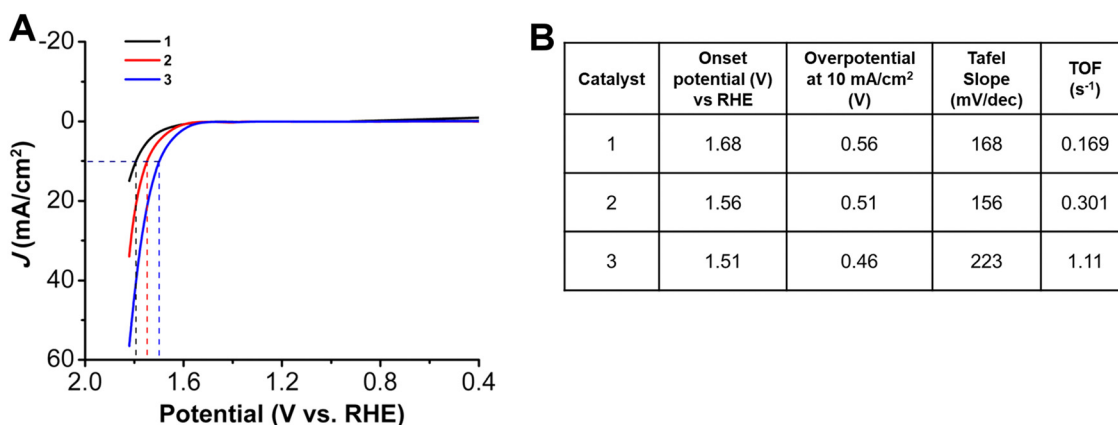 A
-20
0
20
40
60
J (mA/cm²)
1
2
3
2.0 1.6 1.2 0.8 0.4
Potential (V vs. RHE)
B
Catalyst
Onset
potential (V)
vs RHE
Overpotential
at 10 mA/cm²
(V)
Tafel
Slope
(mV/dec)
TOF
(s⁻¹)
1 1.68 0.56 168 0.169
2 1.56 0.51 156 0.301
3 1.51 0.46 223 1.11